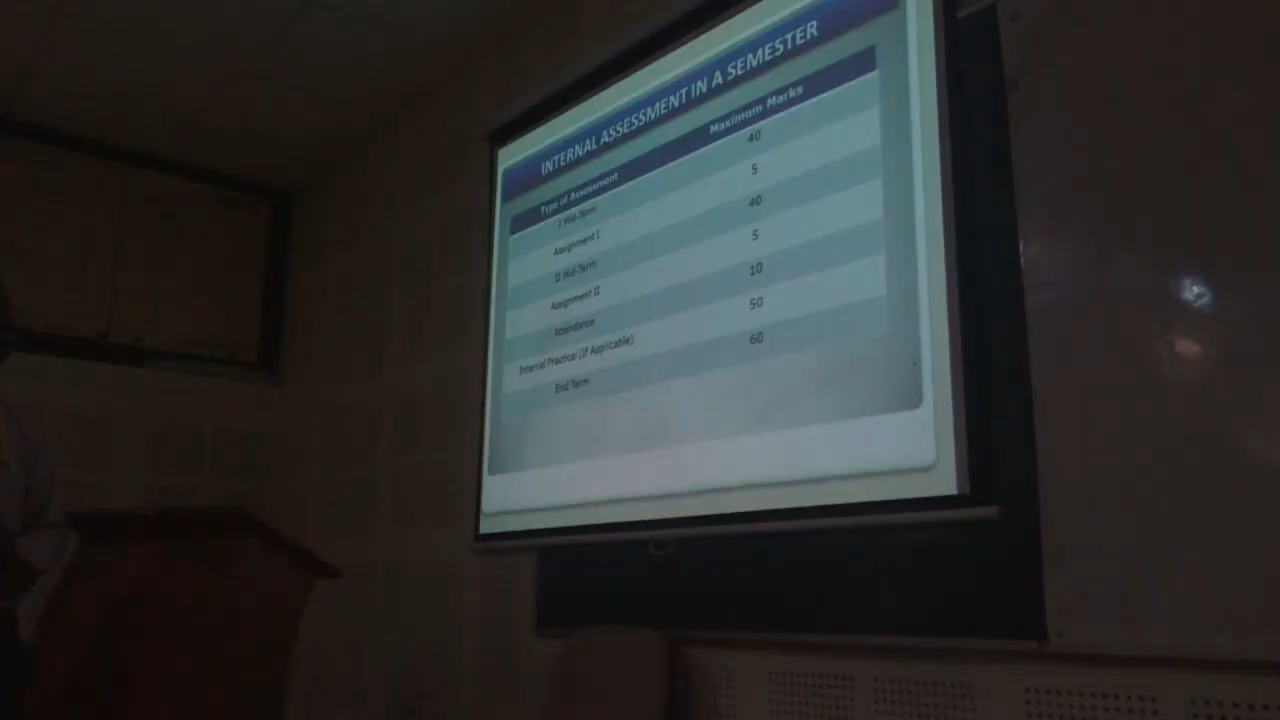 INTERNAL ASSESSMENT IN A SEMESTER
Type of Assessment Maximum Marks
I Mid-Term 40
Assignment I 5
II Mid-Term 40
Assignment II 5
Attendance 10
Internal Practical (If Applicable) 50
End Term 60